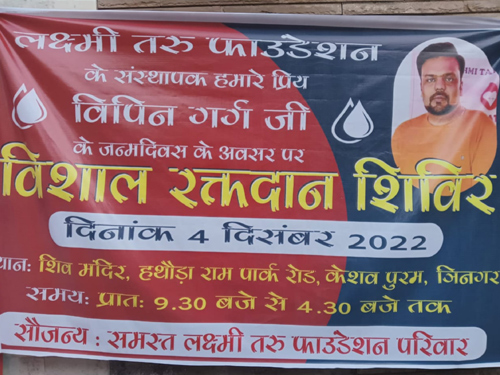 लक्ष्मी तरु फाउंडेशन
के संस्थापक हमारे प्रिय
विपिन गर्ग जी
के जन्मदिवस के अवसर पर
विशाल रक्तदान शिविर
दिनांक 4 दिसंबर 2022
शिव मंदिर, हथौड़ा राम पार्क रोड, केशव पुरम,
समय: प्रात: 9.30 बजे से 4.30 बजे तक
सौजन्य : समस्त लक्ष्मी तरु फाउंडेशन परिवार